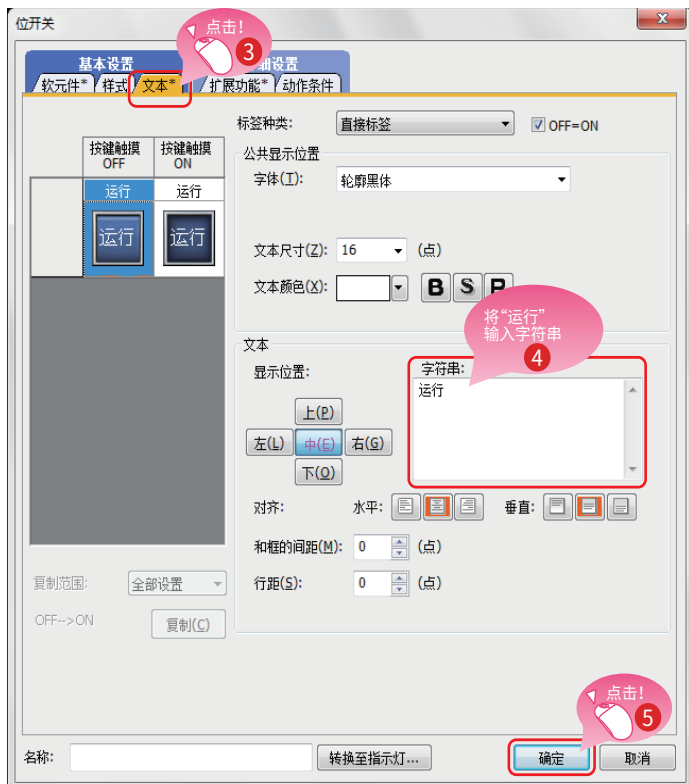 位开关
点击!
3
基本设置
细设置
软元件* 样式 文本* 扩展功能* 动作条件
标签种类: 直接标签 OFF=ON
按键触摸 OFF
按键触摸 ON
运行 运行
运行 运行
公共显示位置
字体(T): 轮廓黑体
文本尺寸(Z): 16 (点)
文本颜色(X): B S R
将“运行”
输入字符串
4
文本
显示位置:
字符串:
运行
上(P)
左(L) 中(E) 右(G)
下(O)
对齐: 水平: 垂直:
和框的间距(M): 0 (点)
行距(S): 0 (点)
复制范围: 全部设置
OFF-->ON 复制(C)
点击!
5
名称: 转换至指示灯... 确定 取消